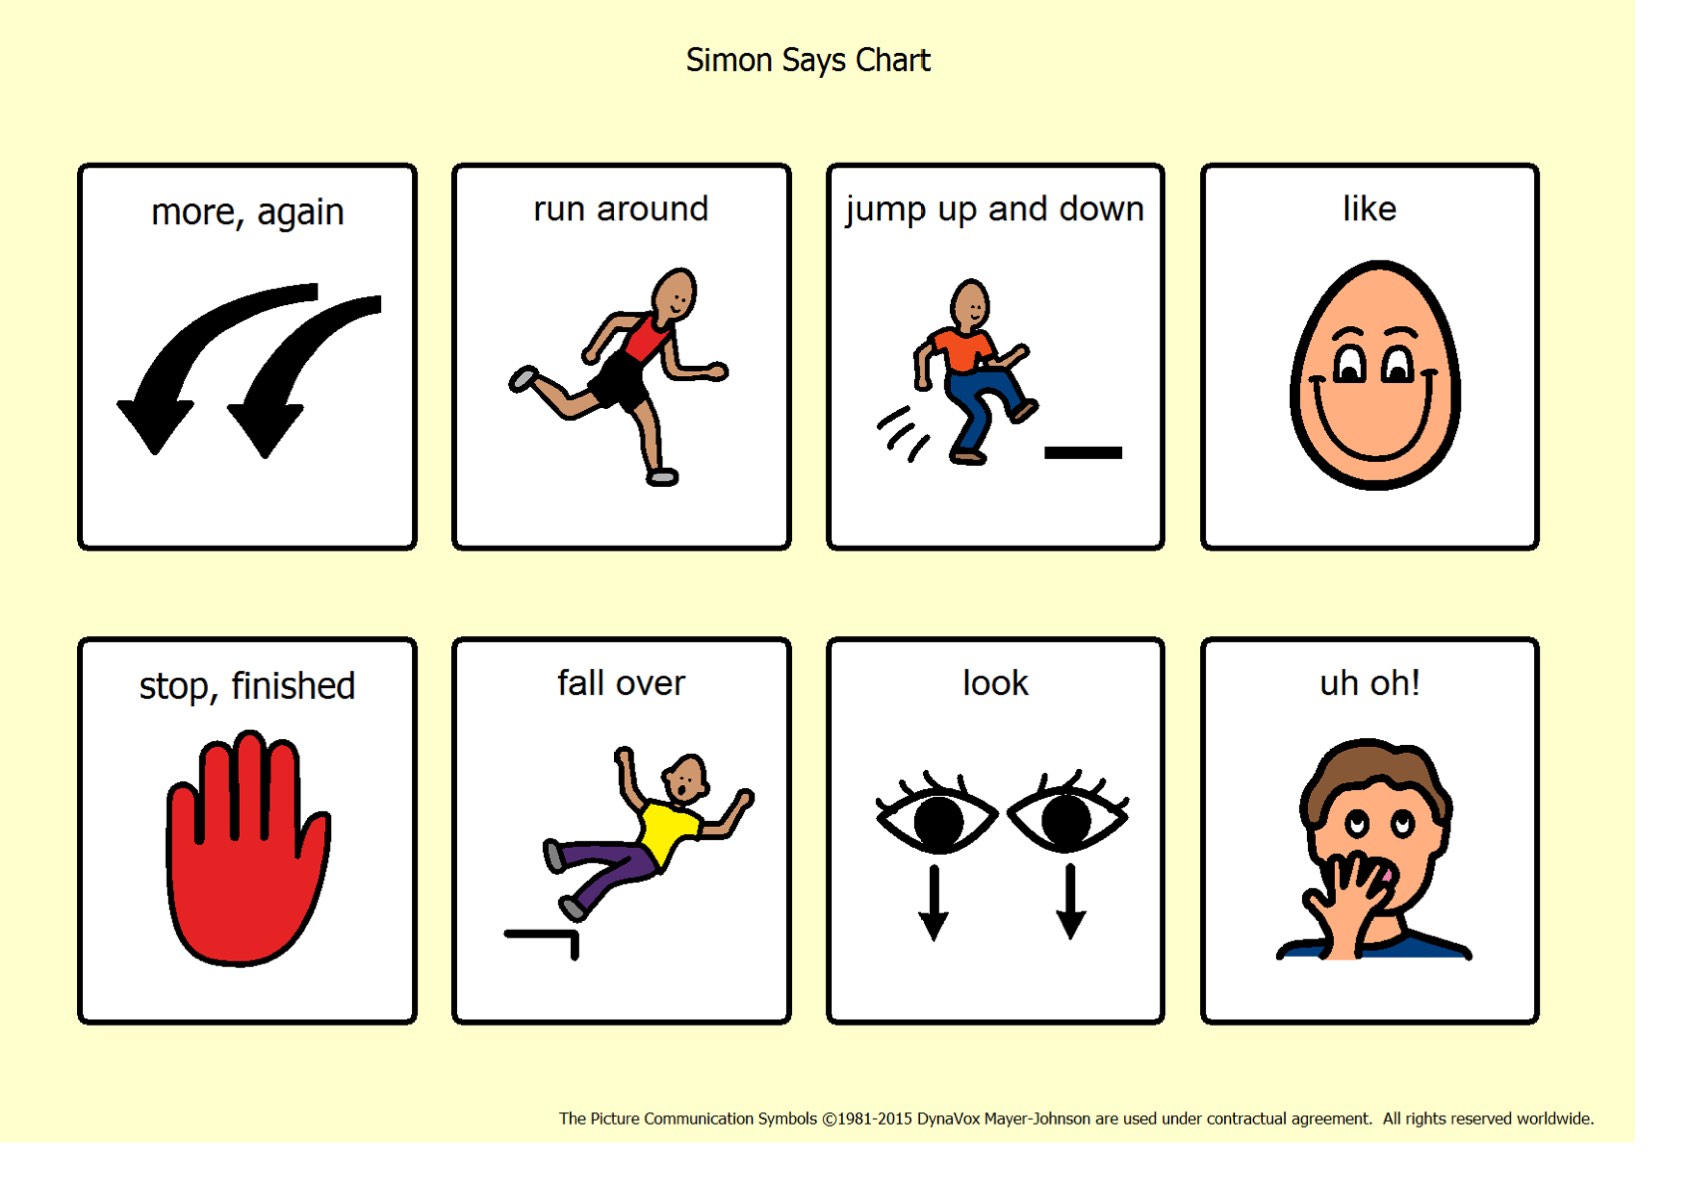 Simon Says Chart
more, again
run around
jump up and down
like
stop, finished
fall over
look
uh oh!
The Picture Communication Symbols ©1981-2015 DynaVox Mayer-Johnson are used under contractual agreement.  All rights reserved worldwide.